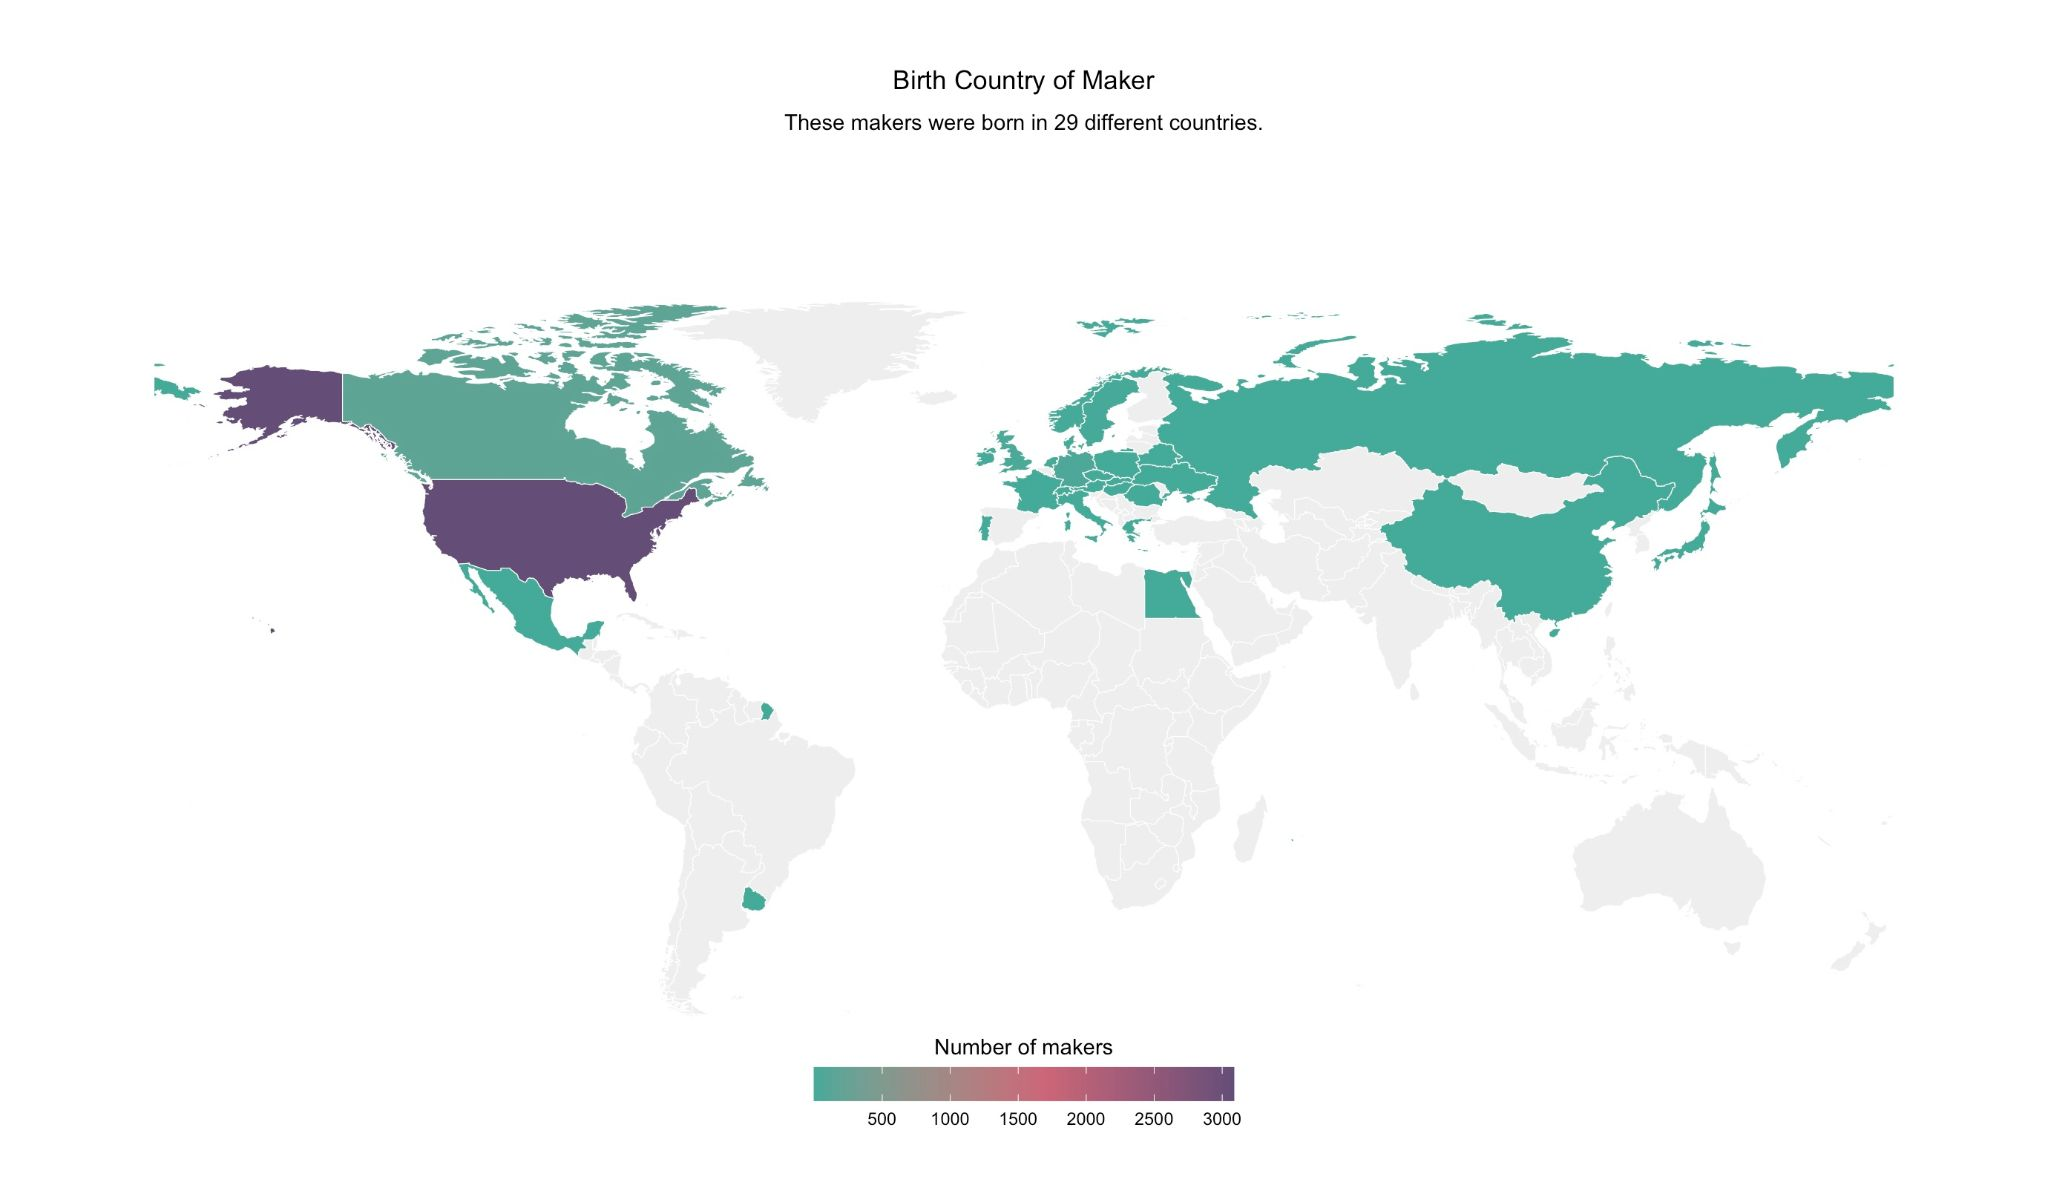 Birth Country of Maker
These makers were born in 29 different countries.
Number of makers
500 1000 1500 2000 2500 3000